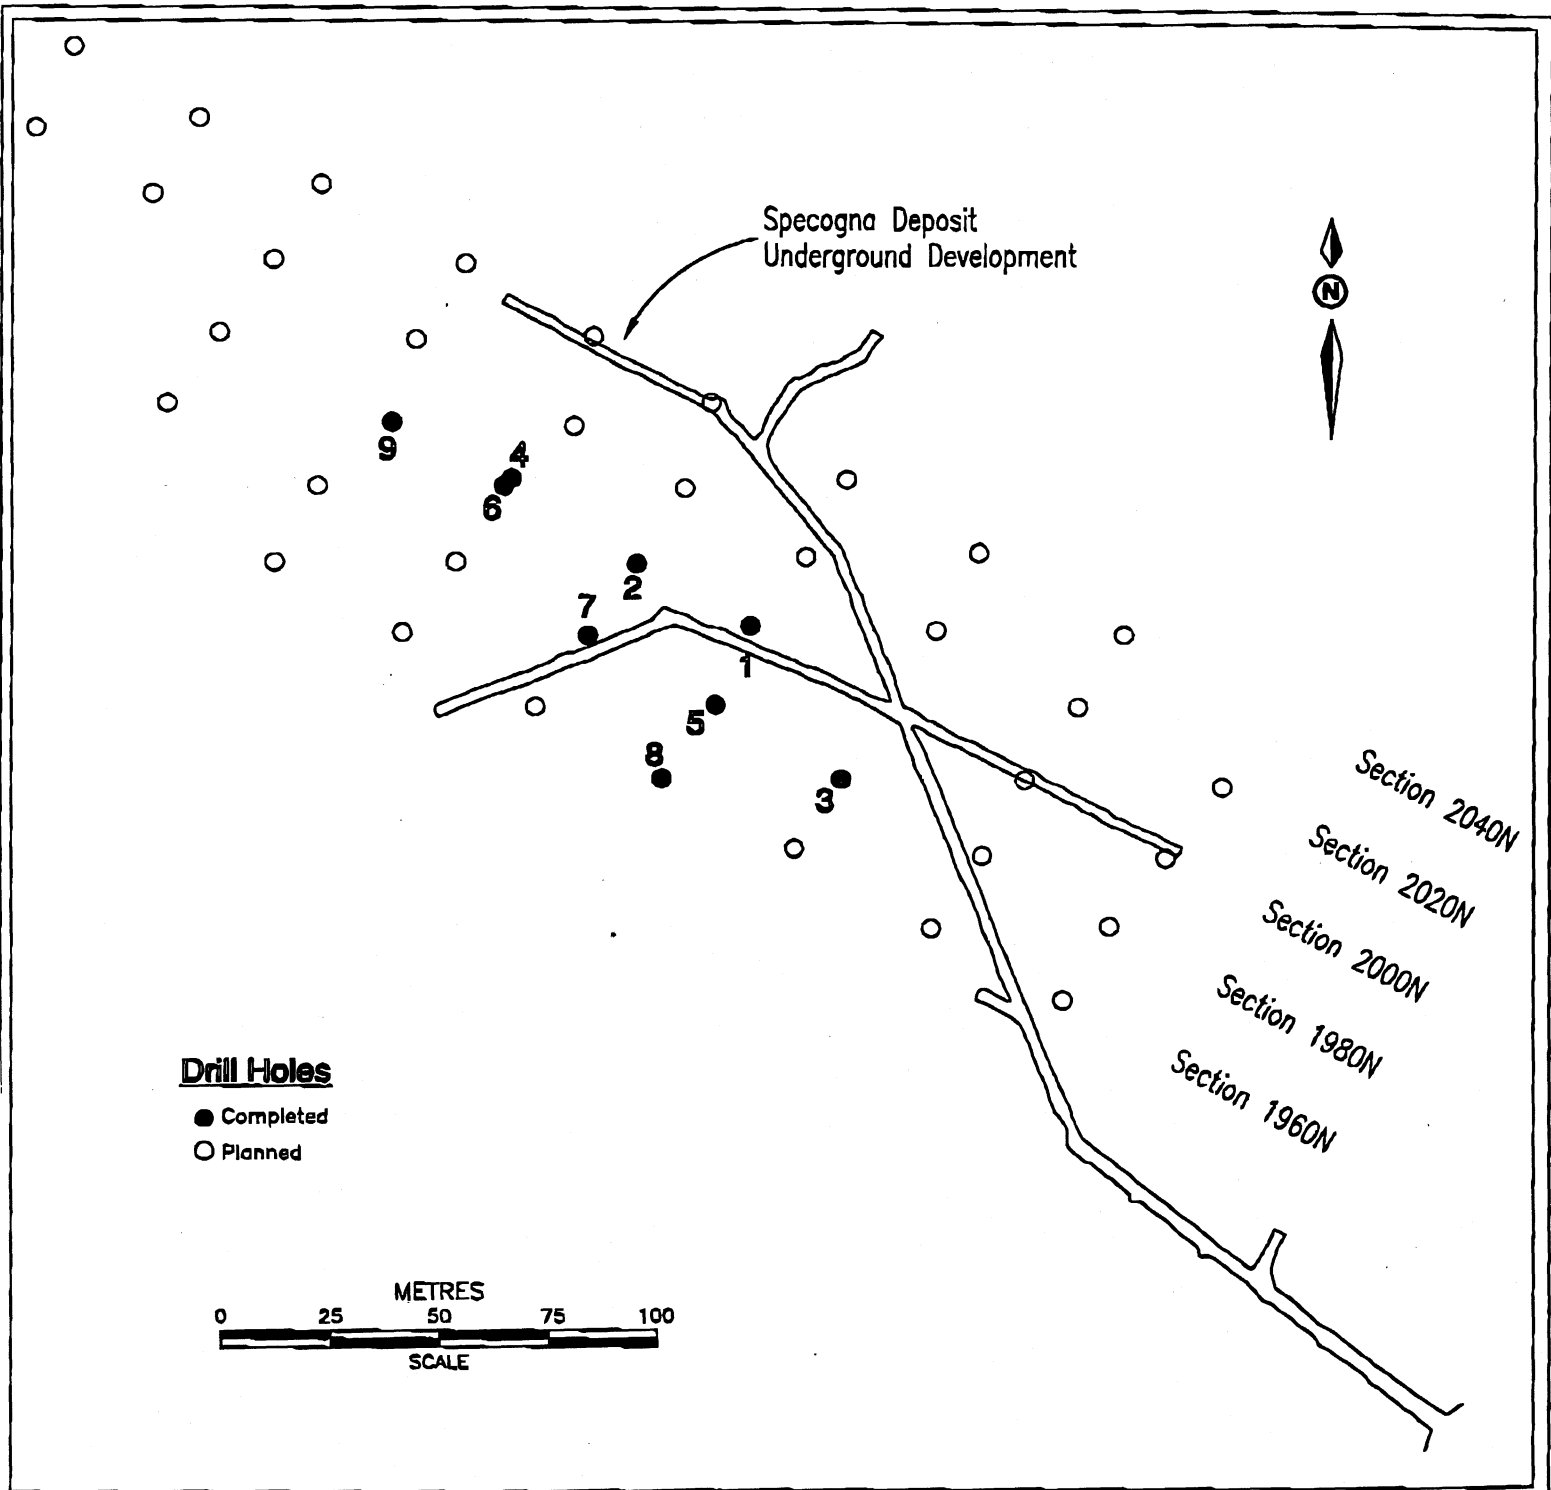 Specogna Deposit
Underground Development
N
9
4
6
2
7
1
5
8
3
Section 2040N
Section 2020N
Section 2000N
Section 1980N
Section 1960N
Drill Holes
Completed
Planned
METRES
0 25 50 75 100
SCALE